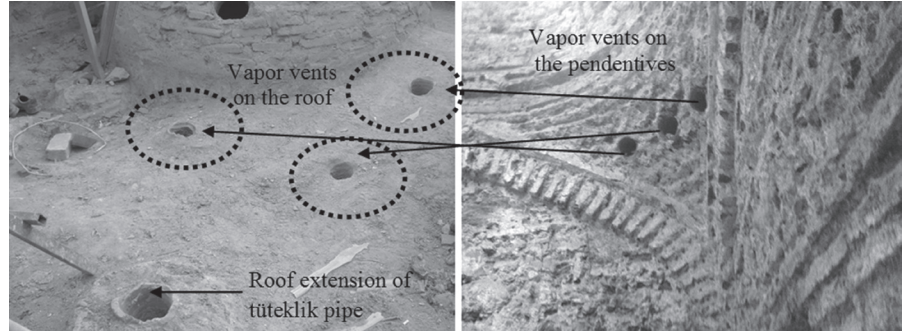 Vapor vents
on the roof
Roof extension of
tüteklik pipe
Vapor vents on
the pendentives